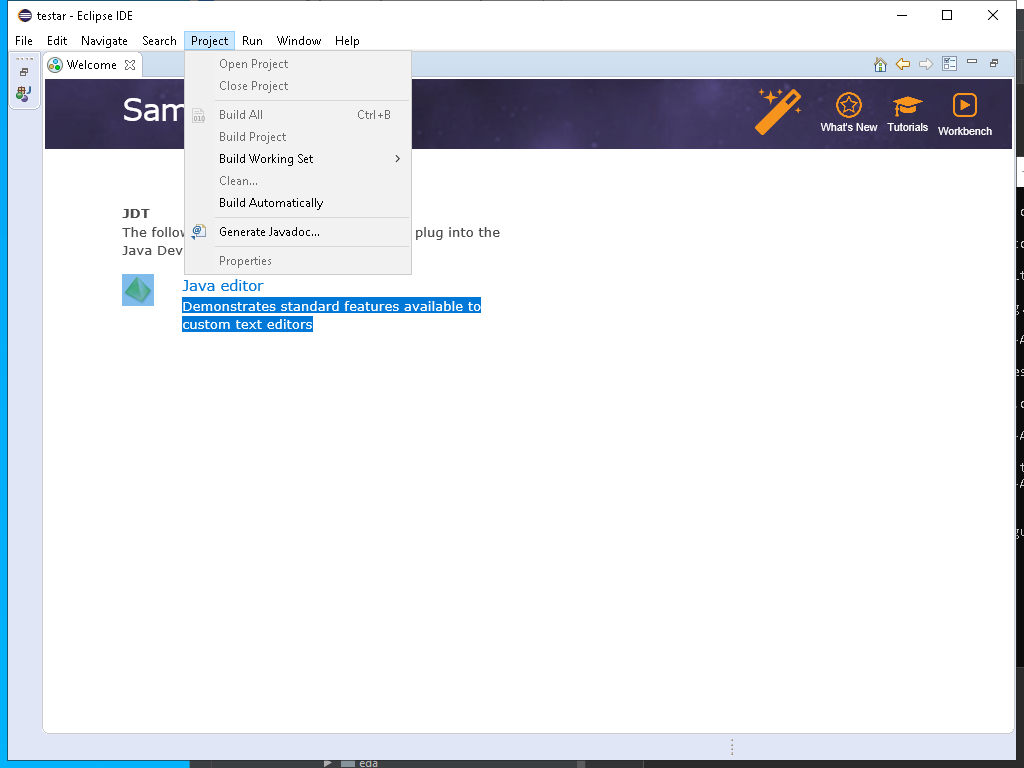 testar - Eclipse IDE
File Edit Navigate Search Project Run Window Help
Welcome
Open Project
Close Project
Build All Ctrl+B
Build Project
Build Working Set
Clean...
Build Automatically
Generate Javadoc...
Properties
Sam
What's New Tutorials Workbench
JDT
The follow plug into the
Java Dev
Java editor
Demonstrates standard features available to
custom text editors
eda